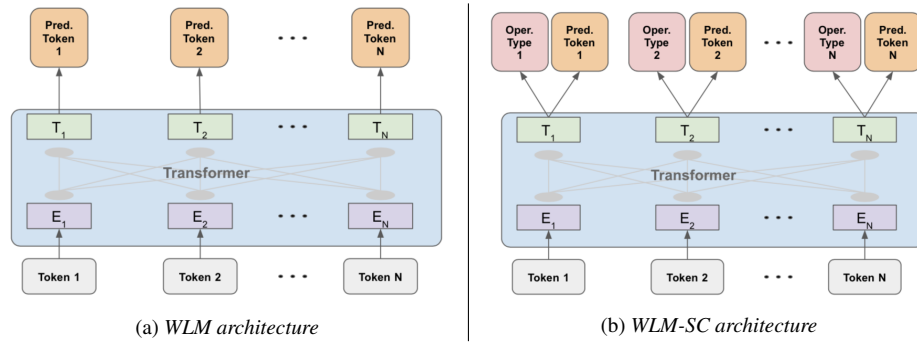 Pred. Token 1
Pred. Token 2
• • •
Pred. Token N
T1
T2
• • •
TN
Transformer
E1
E2
• • •
EN
Token 1
Token 2
• • •
Token N
(a) WLM architecture
Oper. Type 1
Pred. Token 1
Oper. Type 2
Pred. Token 2
• • •
Oper. Type N
Pred. Token N
T1
T2
• • •
TN
Transformer
E1
E2
• • •
EN
Token 1
Token 2
• • •
Token N
(b) WLM-SC architecture